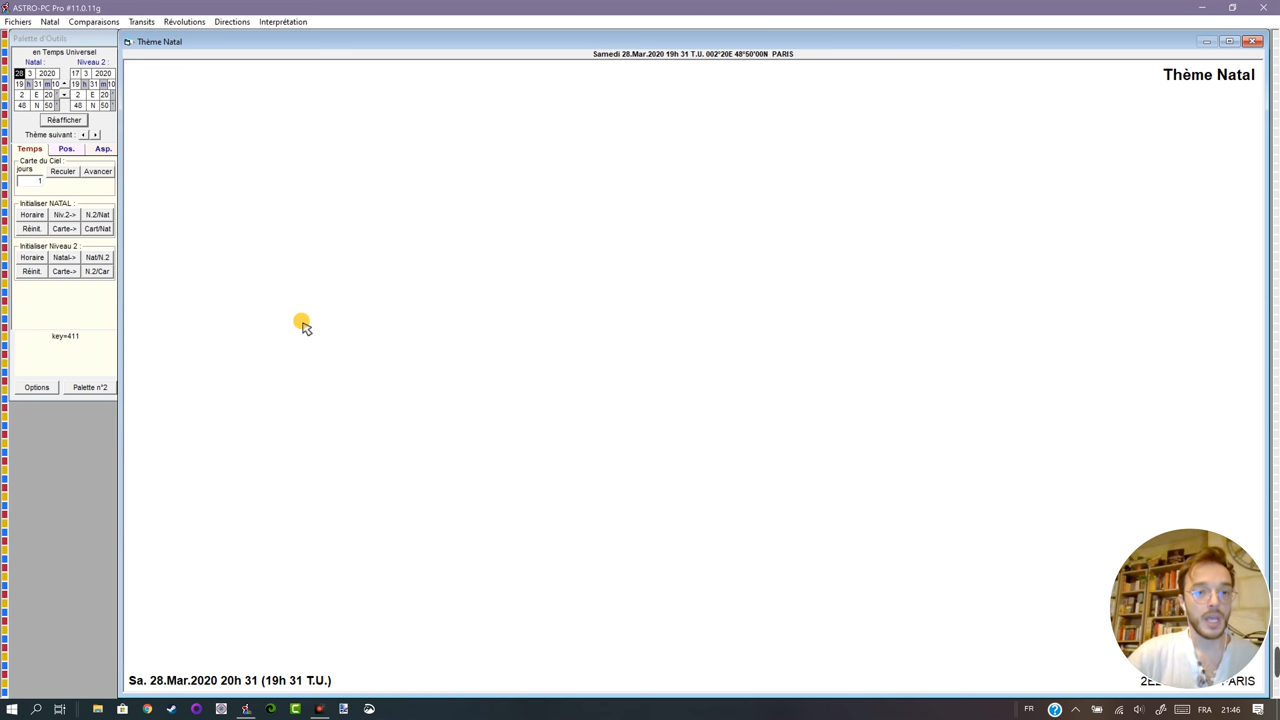 ASTRO-PC Pro #11.0.11g
Fichiers Natal Comparaisons Transits Révolutions Directions Interprétation
Palette d'Outils
en Temps Universel
Natal : Niveau 2 :
28 3 2020 17 3 2020
19 h 31 m 10 19 h 31 m 10
2 E 20 ' 2 E 20 '
48 N 50 ' 48 N 50 '
Réafficher
Thème suivant :
Temps Pos. Asp.
Carte du Ciel :
jours Reculer Avancer
1
Initialiser NATAL :
Horaire Niv.2-> N.2/Nat
Réinit. Carte-> Cart/Nat
Initialiser Niveau 2 :
Horaire Natal-> Nat/N.2
Réinit. Carte-> N.2/Car
key=411
Options Palette n°2
Thème Natal
Samedi 28.Mar.2020 19h 31 T.U. 002°20E 48°50'00N PARIS
Thème Natal
Sa. 28.Mar.2020 20h 31 (19h 31 T.U.)
PARIS
FR FR 21:46